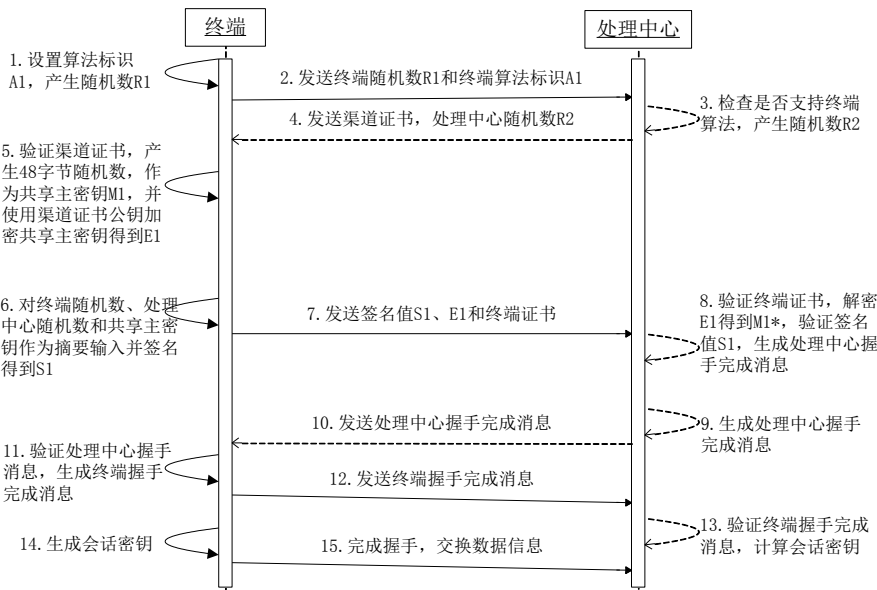 终端
处理中心
1.设置算法标识
A1，产生随机数R1
2.发送终端随机数R1和终端算法标识A1
3.检查是否支持终端
算法，产生随机数R2
4.发送渠道证书，处理中心随机数R2
5.验证渠道证书，产
生48字节随机数，作
为共享主密钥M1，并
使用渠道证书公钥加
密共享主密钥得到E1
6.对终端随机数、处理
中心随机数和共享主密
钥作为摘要输入并签名
得到S1
7.发送签名值S1、E1和终端证书
8.验证终端证书，解密
E1得到M1*，验证签名
值S1，生成处理中心握
手完成消息
9.生成处理中心握手
完成消息
10.发送处理中心握手完成消息
11.验证处理中心握手
消息，生成终端握手
完成消息
12.发送终端握手完成消息
13.验证终端握手完成
消息，计算会话密钥
14.生成会话密钥
15.完成握手，交换数据信息